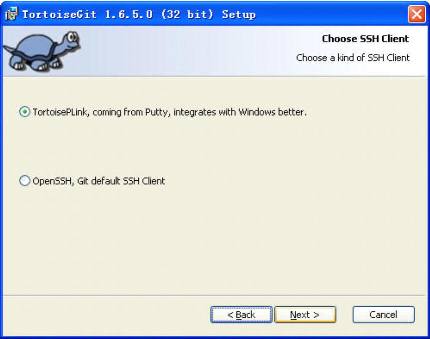 TortoiseGit 1.6.5.0 (32 bit) Setup
Choose SSH Client
Choose a kind of SSH Client
TortoisePLink, coming from Putty, integrates with Windows better.
OpenSSH, Git default SSH Client
< Back Next > Cancel